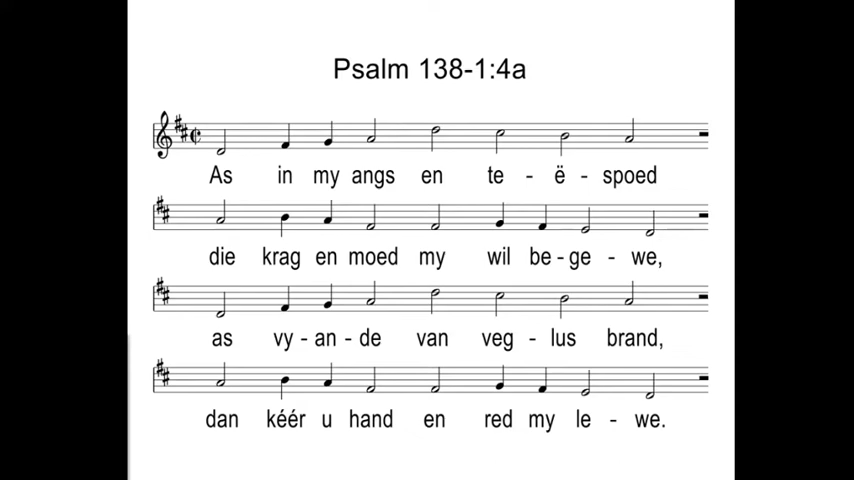 Psalm 138-1:4a
As in my angs en te - ë - spoed
die krag en moed my wil be - ge - we,
as vy - an - de van veg - lus brand,
dan kéér u hand en red my le - we.